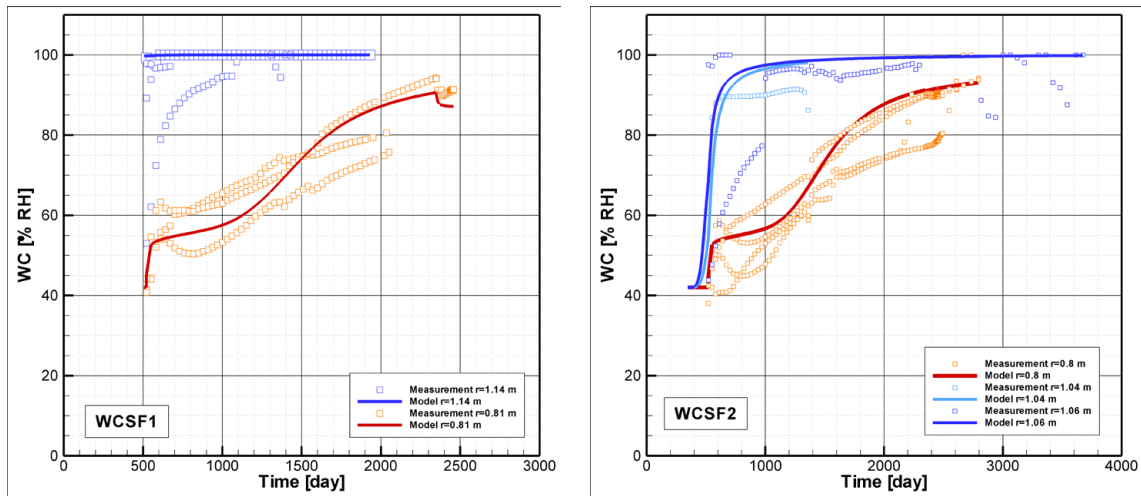 WC [% RH]
100
80
60
40
20
0
Measurement r=1.14 m
Model r=1.14 m
Measurement r=0.81 m
Model r=0.81 m
WCSF1
0 500 1000 1500 2000 2500 3000
Time [day]
WC [% RH]
100
80
60
40
20
0
Measurement r=0.8 m
Model r=0.8 m
Measurement r=1.04 m
Model r=1.04 m
Measurement r=1.06 m
Model r=1.06 m
WCSF2
0 1000 2000 3000 4000
Time [day]